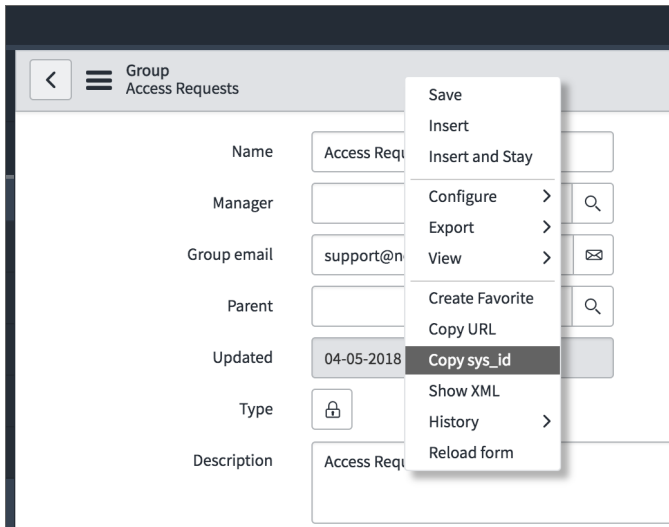 Group
Access Requests
Save
Insert
Insert and Stay
Configure
Export
View
Create Favorite
Copy URL
Copy sys_id
Show XML
History
Reload form
Name
Access Requ
Manager
Group email
support@n
Parent
Updated
04-05-2018
Type
Description
Access Requ